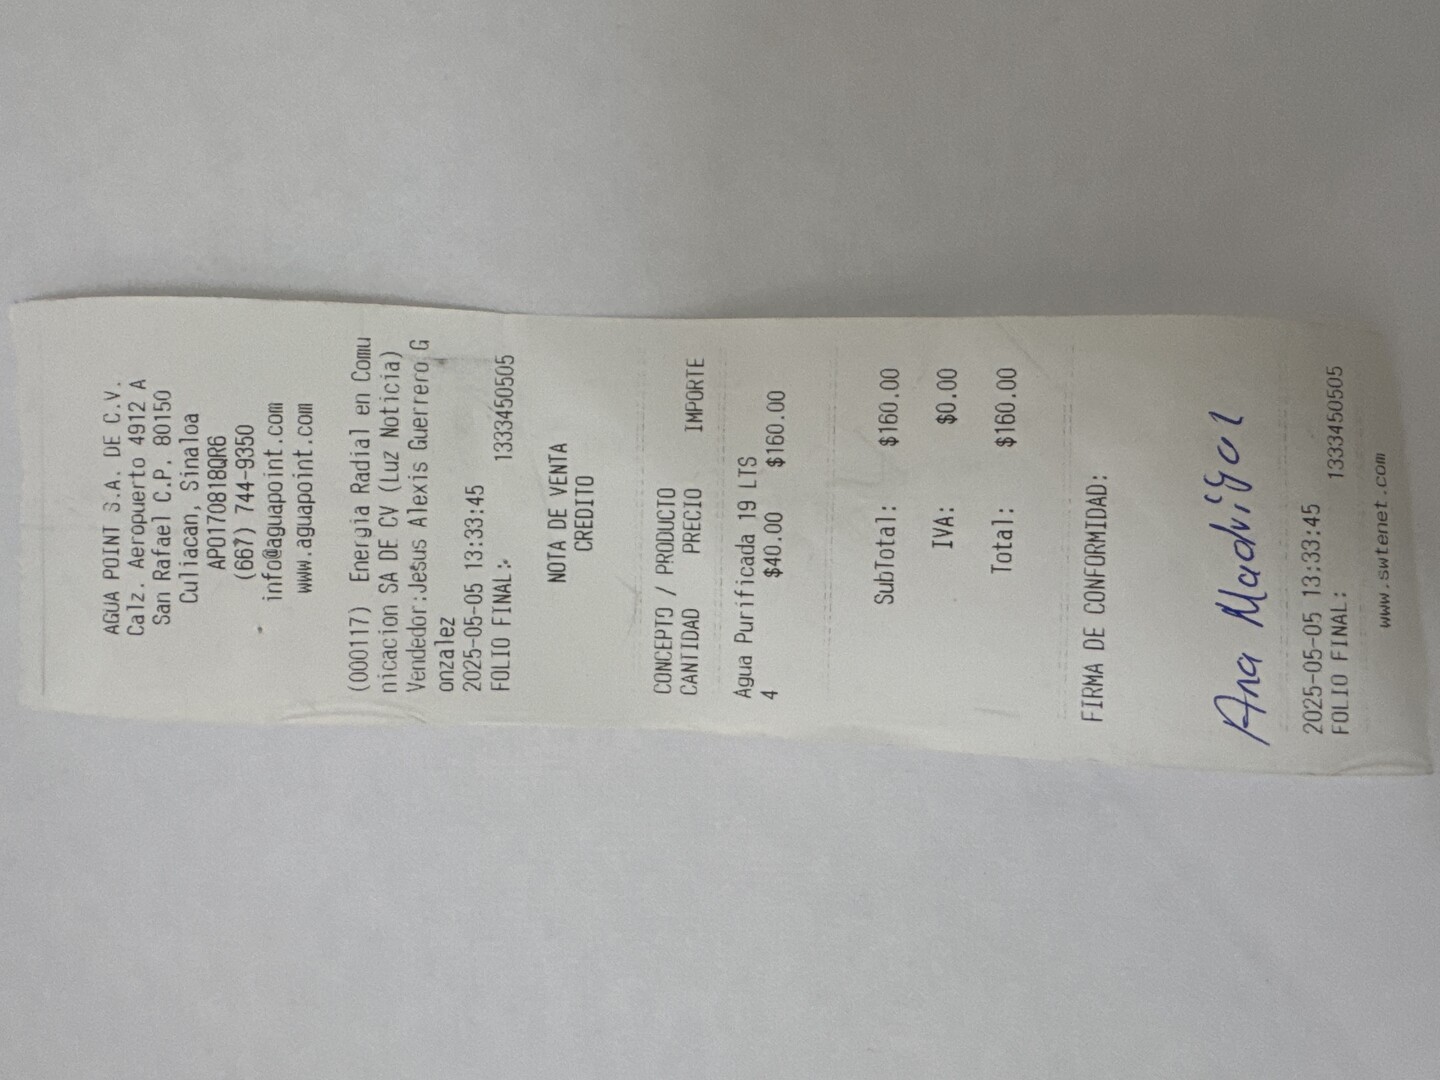 AGUA POINT S.A. DE C.V.
Calz. Aeropuerto 4912 A
San Rafael C.P. 80150
Culiacan, Sinaloa
APO170818QR6
(667) 744-9350
info@aguapoint.com
www.aguapoint.com
(000117) Energia Radial en Comu
nicacion SA DE CV (Luz Noticia)
Vendedor:Jesus Alexis Guerrero G
onzalez
2025-05-05 13:33:45
FOLIO FINAL: 1333450505
NOTA DE VENTA
CREDITO
CONCEPTO / PRODUCTO
CANTIDAD PRECIO IMPORTE
Agua Purificada 19 LTS
4 $40.00 $160.00
SubTotal: $160.00
IVA: $0.00
Total: $160.00
FIRMA DE CONFORMIDAD:
Ana Madrigal
2025-05-05 13:33:45
FOLIO FINAL: 1333450505
www.swtenet.com